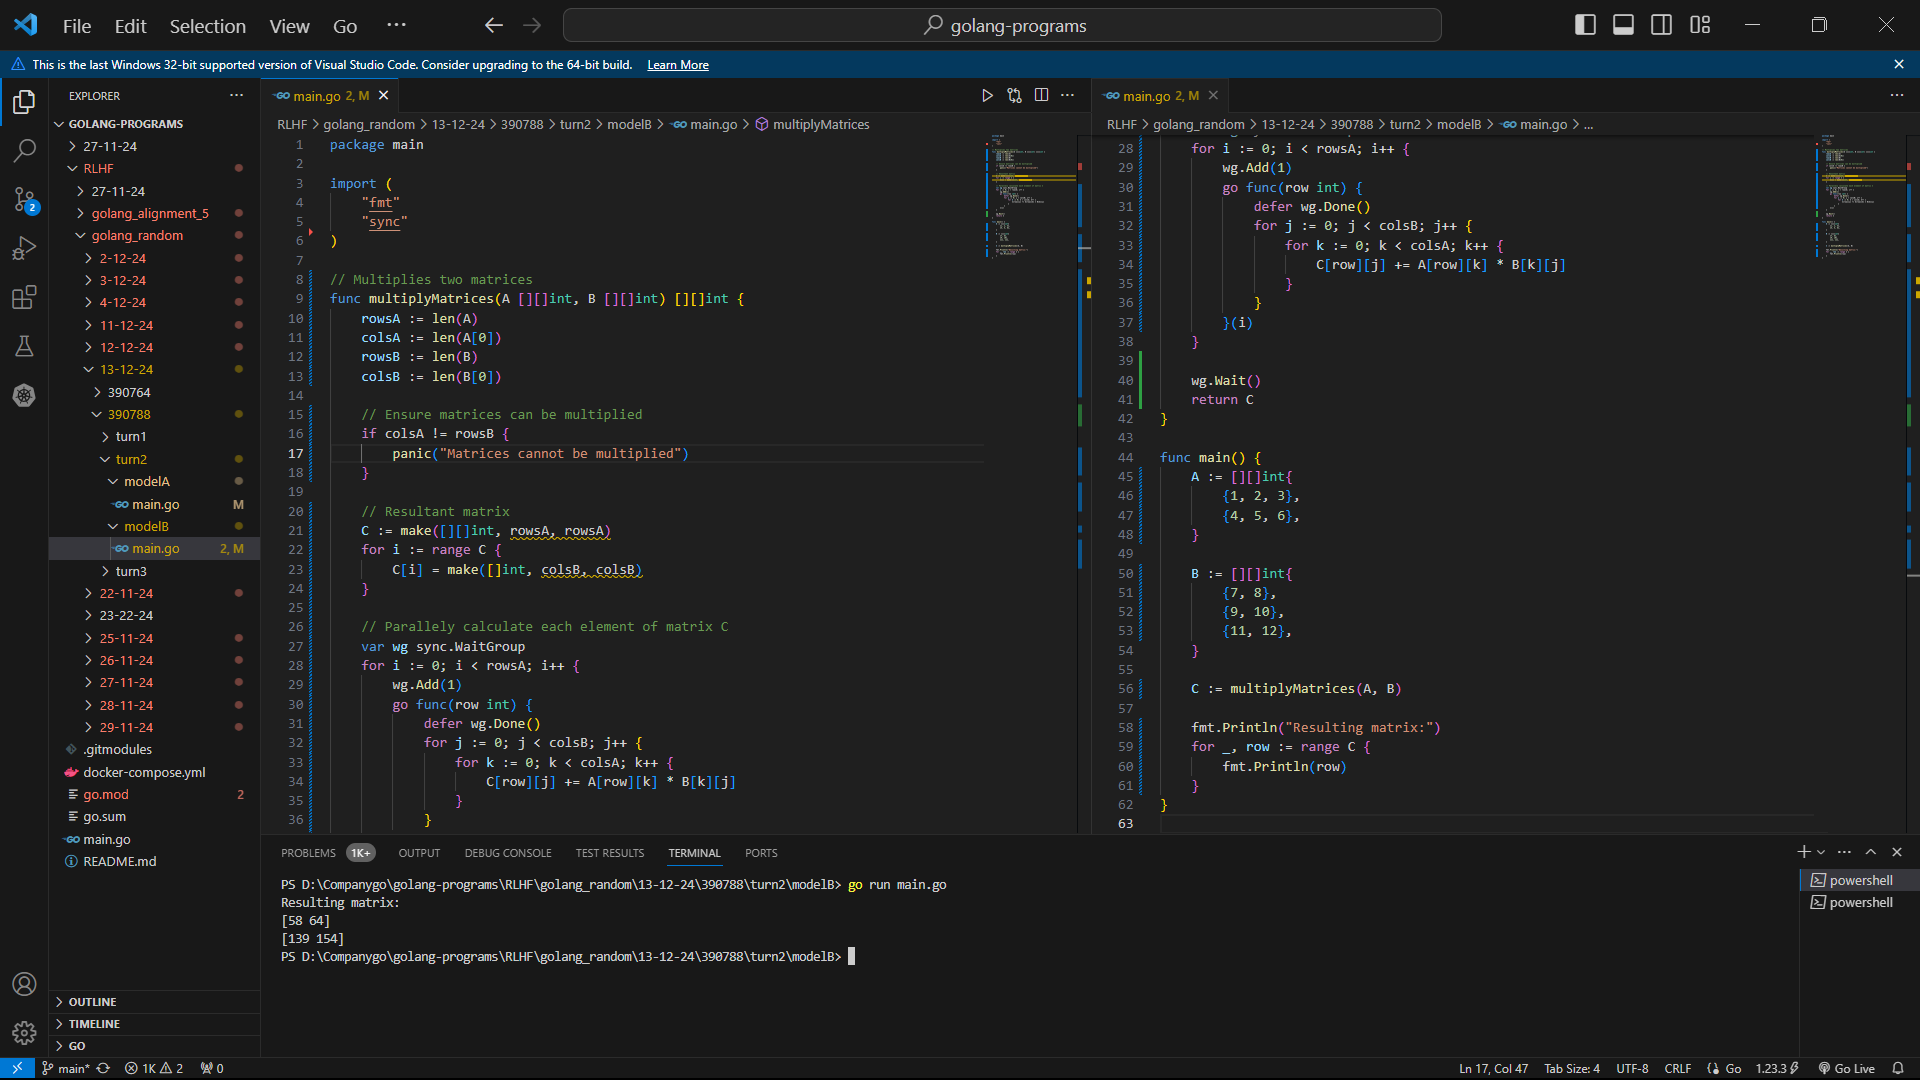 File Edit Selection View Go ···
golang-programs
This is the last Windows 32-bit supported version of Visual Studio Code. Consider upgrading to the 64-bit build. Learn More
EXPLORER
GOLANG-PROGRAMS
27-11-24
RLHF
27-11-24
golang_alignment_5
golang_random
2-12-24
3-12-24
4-12-24
11-12-24
12-12-24
13-12-24
390764
390788
turn1
turn2
modelA
main.go M
modelB
main.go 2, M
turn3
22-11-24
23-22-24
25-11-24
26-11-24
27-11-24
28-11-24
29-11-24
.gitmodules
docker-compose.yml
go.mod 2
go.sum
main.go
README.md
OUTLINE
TIMELINE
GO
2
main.go 2, M
RLHF > golang_random > 13-12-24 > 390788 > turn2 > modelB > main.go > multiplyMatrices
1 package main
2
3 import (
4 "fmt"
5 "sync"
6 )
7
8 // Multiplies two matrices
9 func multiplyMatrices(A [][]int, B [][]int) [][]int {
10 rowsA := len(A)
11 colsA := len(A[0])
12 rowsB := len(B)
13 colsB := len(B[0])
14
15 // Ensure matrices can be multiplied
16 if colsA != rowsB {
17 panic("Matrices cannot be multiplied")
18 }
19
20 // Resultant matrix
21 C := make([][]int, rowsA, rowsA)
22 for i := range C {
23 C[i] = make([]int, colsB, colsB)
24 }
25
26 // Parallely calculate each element of matrix C
27 var wg sync.WaitGroup
28 for i := 0; i < rowsA; i++ {
29 wg.Add(1)
30 go func(row int) {
31 defer wg.Done()
32 for j := 0; j < colsB; j++ {
33 for k := 0; k < colsA; k++ {
34 C[row][j] += A[row][k] * B[k][j]
35 }
36 }
main.go 2, M
RLHF > golang_random > 13-12-24 > 390788 > turn2 > modelB > main.go > ...
28 for i := 0; i < rowsA; i++ {
29 wg.Add(1)
30 go func(row int) {
31 defer wg.Done()
32 for j := 0; j < colsB; j++ {
33 for k := 0; k < colsA; k++ {
34 C[row][j] += A[row][k] * B[k][j]
35 }
36 }
37 }(i)
38 }
39
40 wg.Wait()
41 return C
42 }
43
44 func main() {
45 A := [][]int{
46 {1, 2, 3},
47 {4, 5, 6},
48 }
49
50 B := [][]int{
51 {7, 8},
52 {9, 10},
53 {11, 12},
54 }
55
56 C := multiplyMatrices(A, B)
57
58 fmt.Println("Resulting matrix:")
59 for _, row := range C {
60 fmt.Println(row)
61 }
62 }
63
PROBLEMS 1K+ OUTPUT DEBUG CONSOLE TEST RESULTS TERMINAL PORTS
PS D:\Companygo\golang-programs\RLHF\golang_random\13-12-24\390788\turn2\modelB> go run main.go
Resulting matrix:
[58 64]
[139 154]
PS D:\Companygo\golang-programs\RLHF\golang_random\13-12-24\390788\turn2\modelB>
powershell
powershell
main* 1K 2 0 Ln 17, Col 47 Tab Size: 4 UTF-8 CRLF Go 1.23.3 Go Live